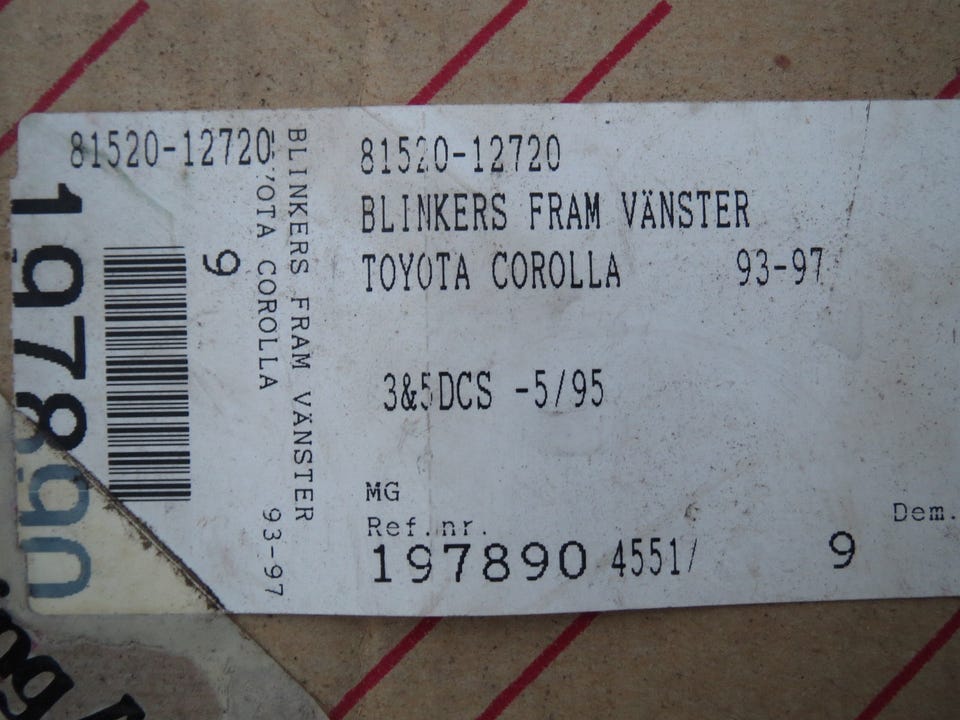 81520-12720
BLINKERS FRAM VÄNSTER
COROLLA 93-97
9
197890
81520-12720
BLINKERS FRAM VÄNSTER
TOYOTA COROLLA 93-97
3&5DCS -5/95
MG
Ref.nr. Dem.
197890 4551/ 9